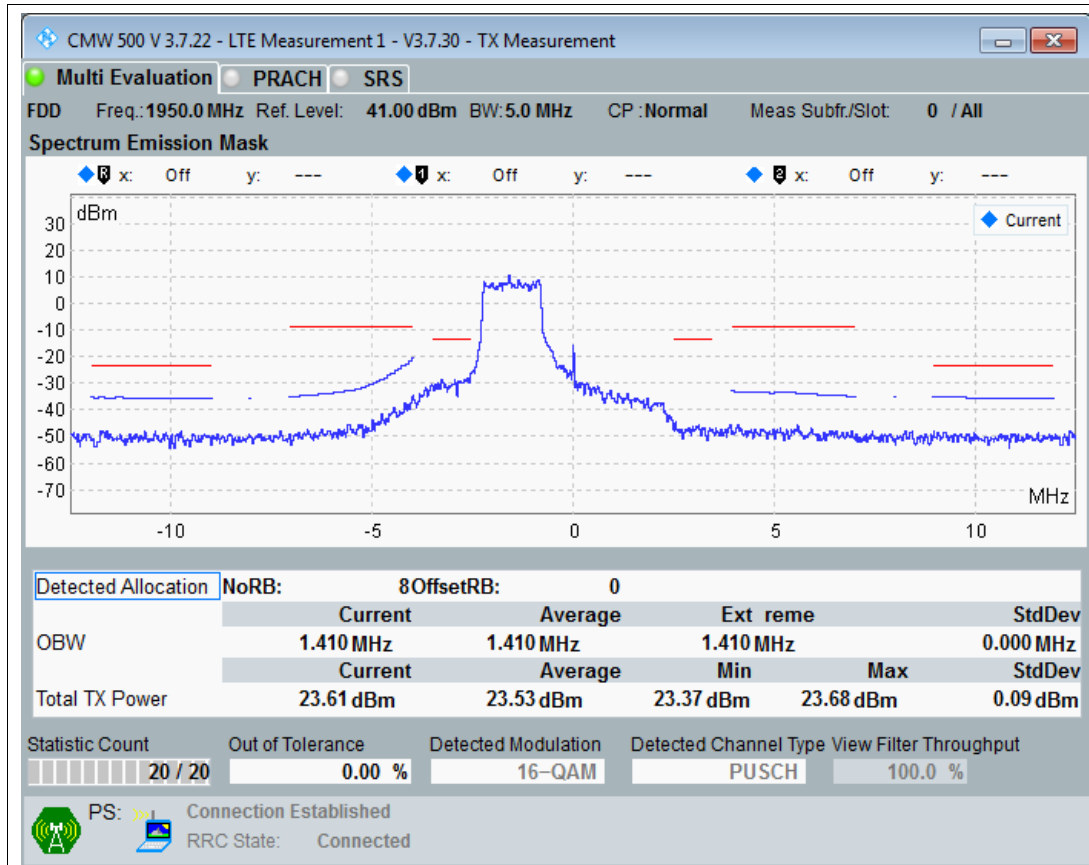 CMW 500 V 3.7.22 - LTE Measurement 1 - V3.7.30 - TX Measurement
Multi Evaluation PRACH SRS
FDD Freq.: 1950.0 MHz Ref. Level: 41.00 dBm BW: 5.0 MHz CP : Normal Meas Subfr./Slot: 0 / All
Spectrum Emission Mask
R x: Off y: --- 1 x: Off y: --- 2 x: Off y: ---
dBm
Current
30
20
10
0
-10
-20
-30
-40
-50
-60
-70
MHz
-10 -5 0 5 10
Detected Allocation NoRB: 8 OffsetRB: 0
Current Average Ext reme StdDev
OBW 1.410 MHz 1.410 MHz 1.410 MHz 0.000 MHz
Current Average Min Max StdDev
Total TX Power 23.61 dBm 23.53 dBm 23.37 dBm 23.68 dBm 0.09 dBm
Statistic Count Out of Tolerance Detected Modulation Detected Channel Type View Filter Throughput
20 / 20 0.00 % 16-QAM PUSCH 100.0 %
PS: Connection Established
RRC State: Connected